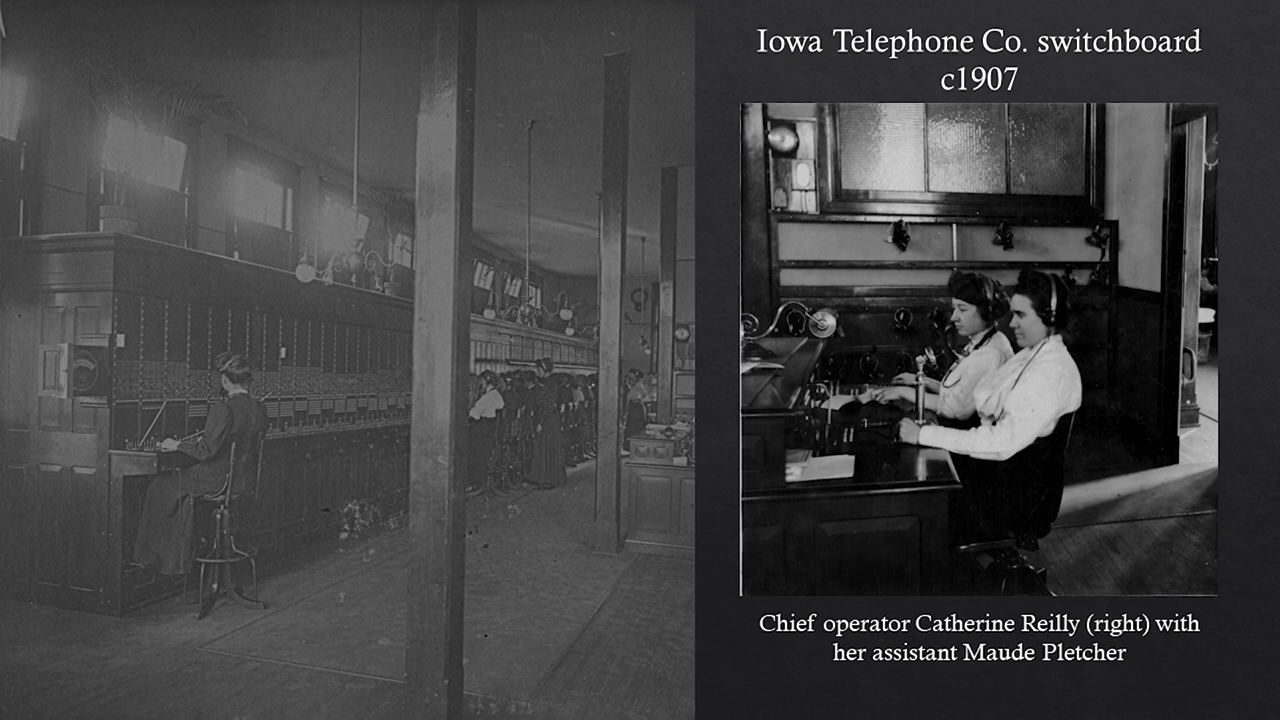 Iowa Telephone Co. switchboard
c1907
Chief operator Catherine Reilly (right) with
her assistant Maude Pletcher